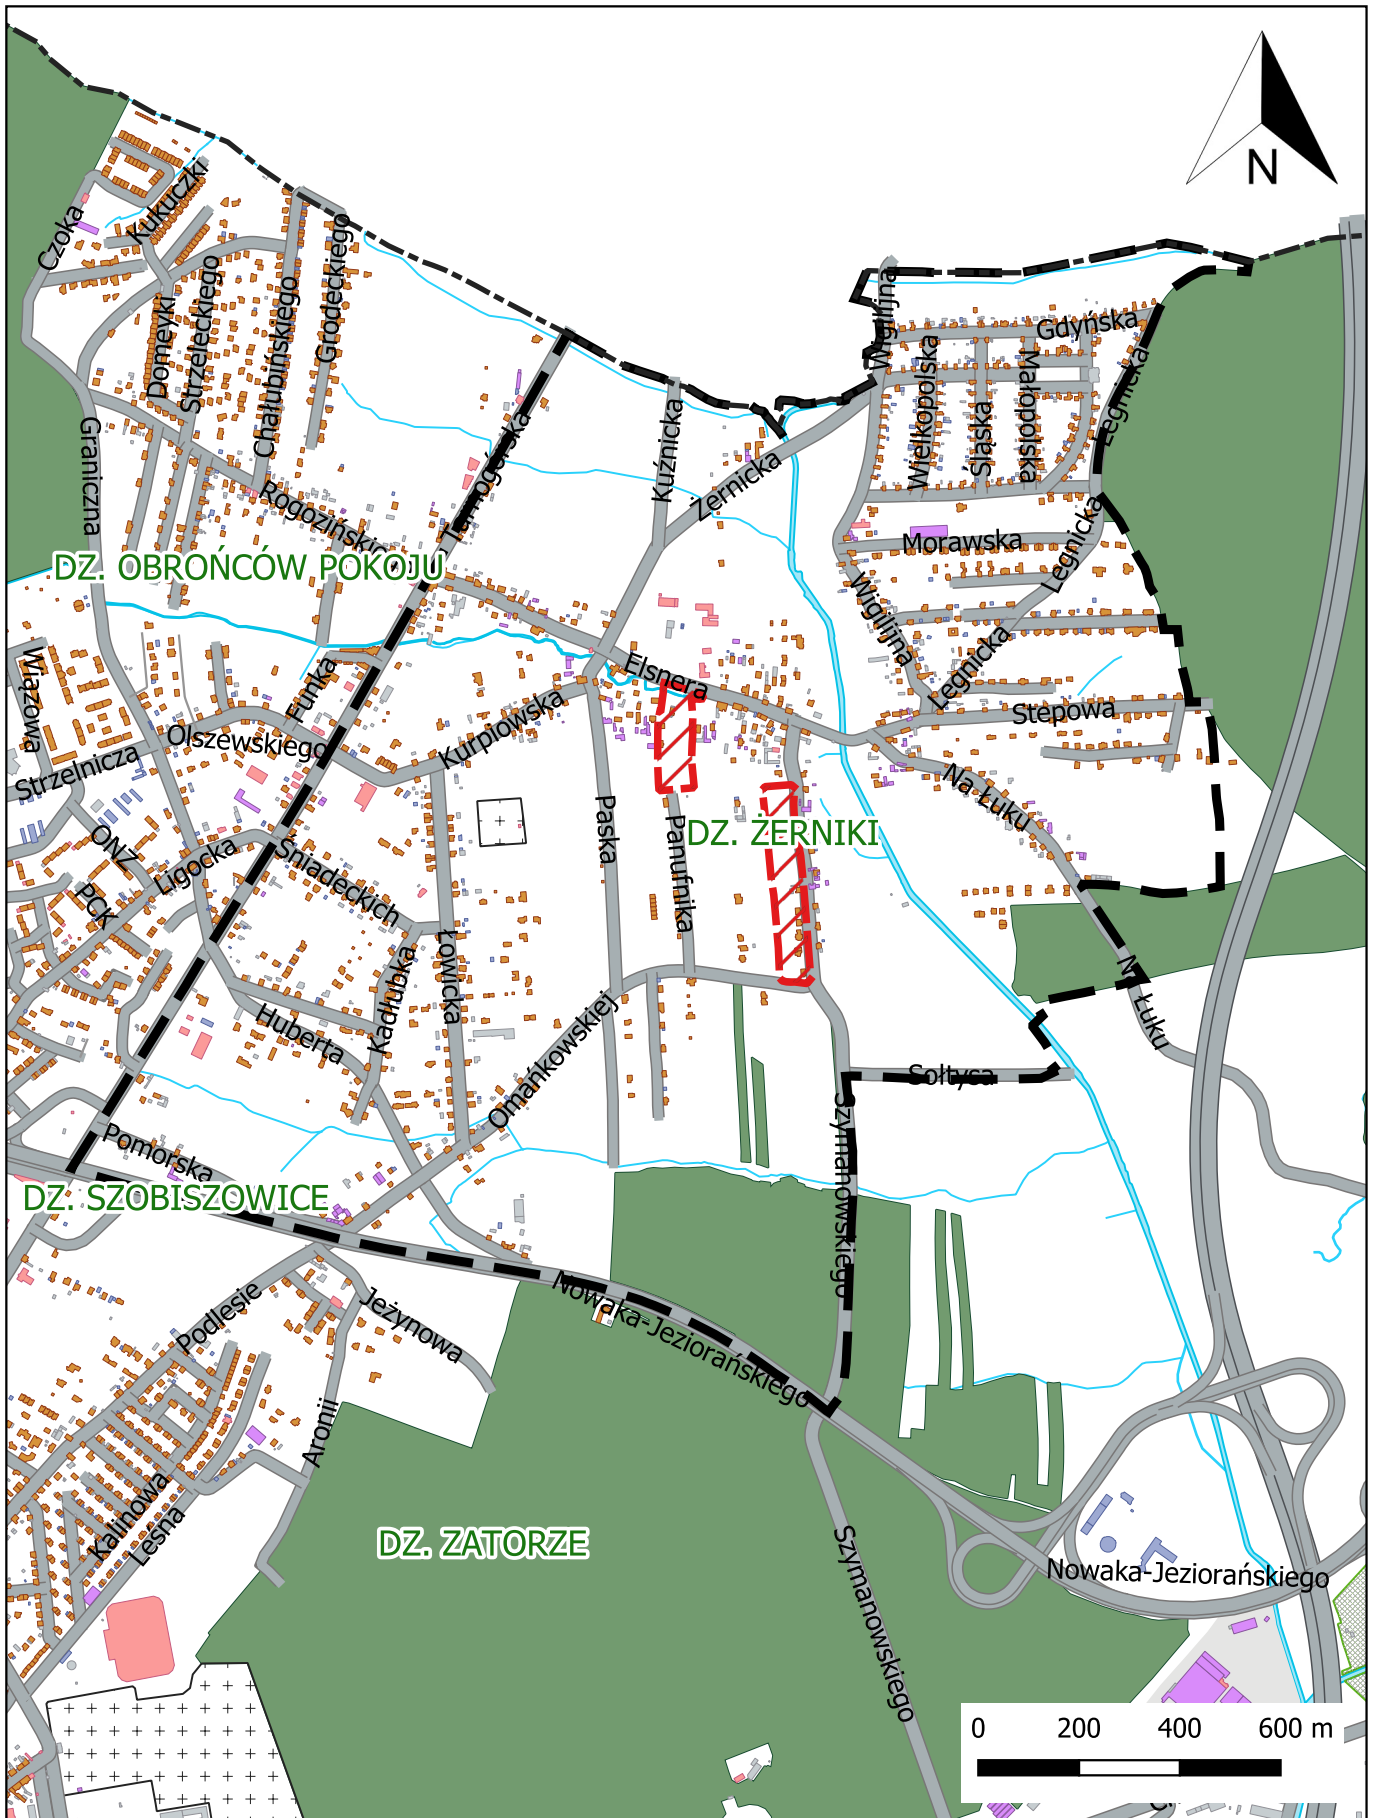 N
Kukuczki
Czoka
Domeyki
Strzeleckiego
Chałubińskiego
Grodeckiego
Wigilijna
Gdyńska
Legnicka
Wielkopolska
Śląska
Małopolska
Graniczna
Rogozińskiego
Tarnogórska
Kuźnicka
Żernicka
Morawska
Legnicka
DZ. OBROŃCÓW POKOJU
Wigilijna
Legnicka
Wiązowa
Funka
Elsnera
Stepowa
Olszewskiego
Kurpiowska
Strzelnicza
Na Łuku
ONZ
Ligocka
Śniadeckich
Paska
Panufnika
DZ. ŻERNIKI
PCK
Łowicka
Kadłubka
Huberta
Omańkowskiej
Na Łuku
Sołtysa
Pomorska
Szymanowskiego
DZ. SZOBISZOWICE
Podlesie
Jeżynowa
Nowaka-Jeziorańskiego
Aronii
Kalinowa
Leśna
DZ. ZATORZE
Szymanowskiego
Nowaka-Jeziorańskiego
0 200 400 600 m